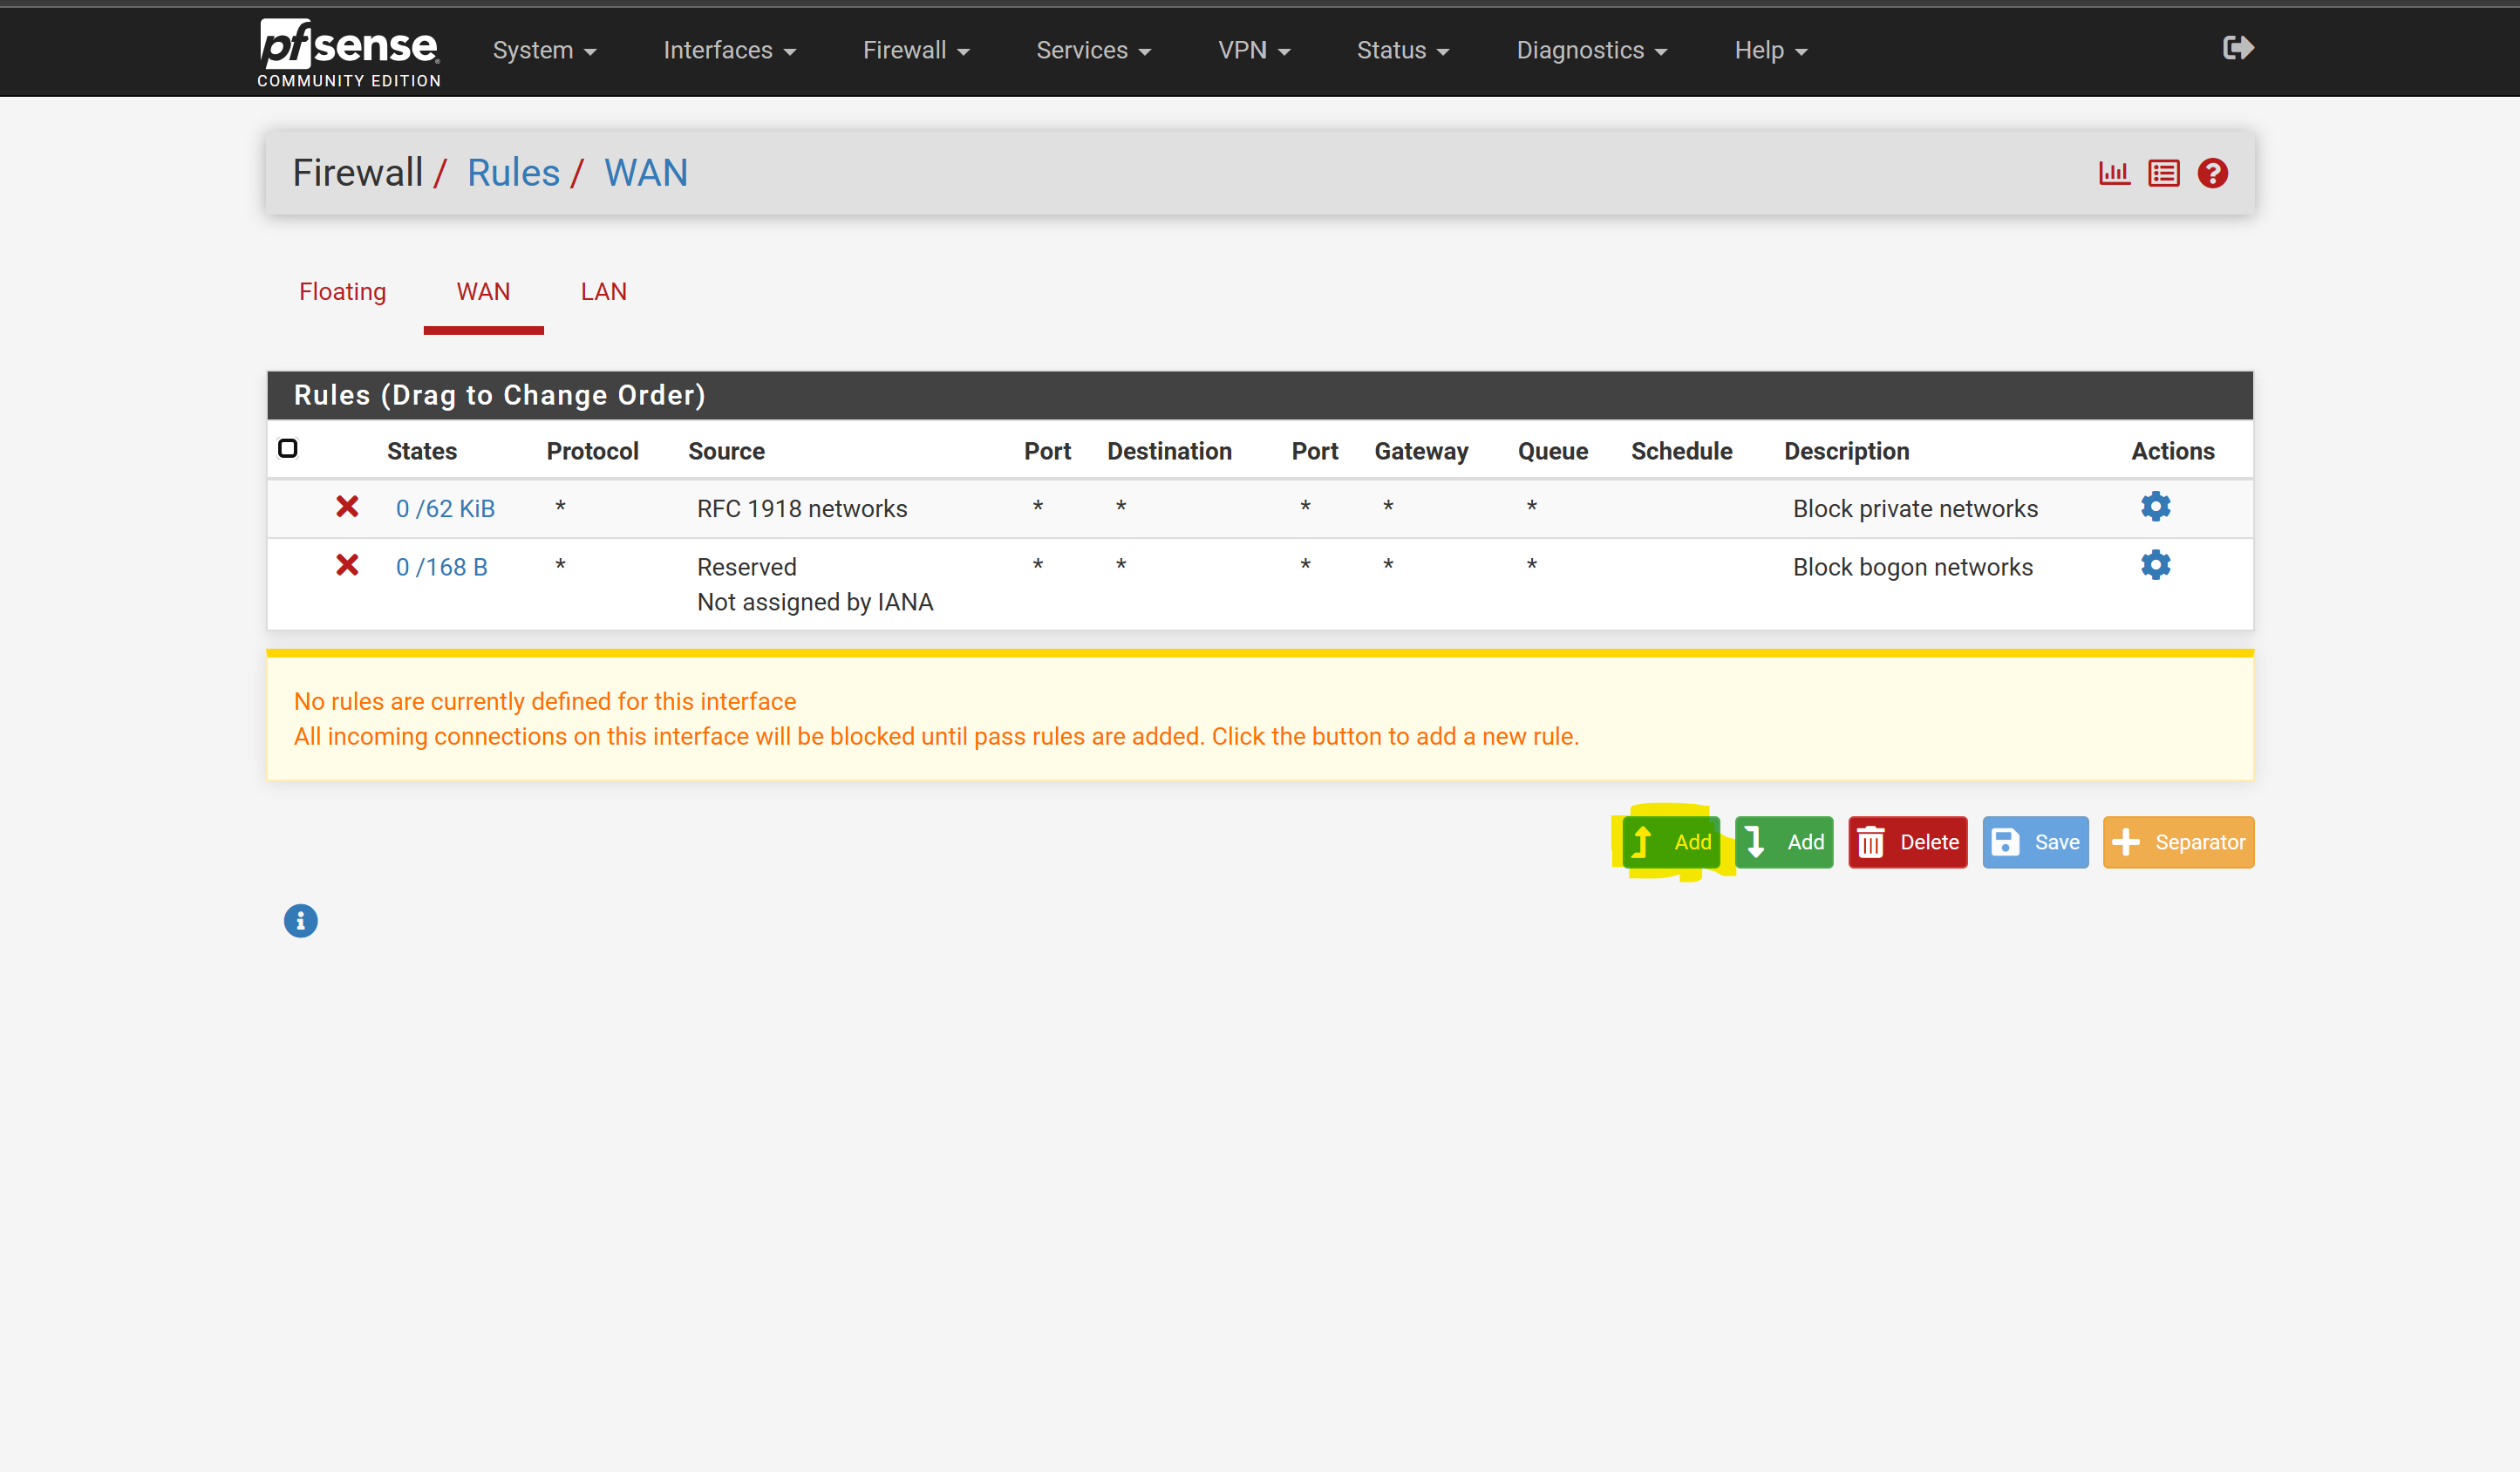 pfsense
COMMUNITY EDITION
System Interfaces Firewall Services VPN Status Diagnostics Help
Firewall / Rules / WAN
Floating WAN LAN
Rules (Drag to Change Order)
States Protocol Source Port Destination Port Gateway Queue Schedule Description Actions
0 /62 KiB * RFC 1918 networks * * * * * Block private networks
0 /168 B * Reserved * * * * * Block bogon networks
Not assigned by IANA
No rules are currently defined for this interface
All incoming connections on this interface will be blocked until pass rules are added. Click the button to add a new rule.
Add Add Delete Save Separator